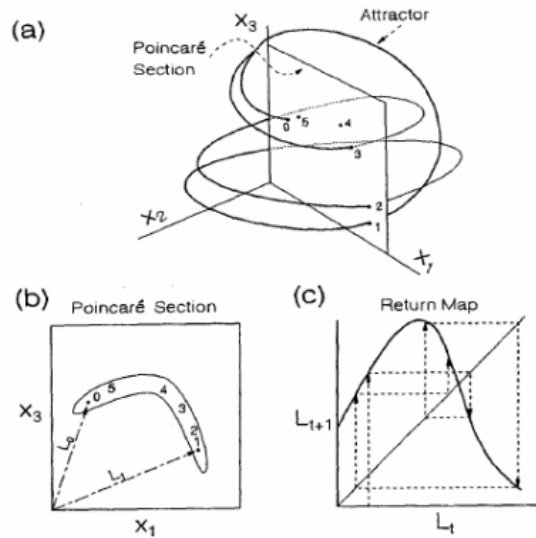 (a)
X3
Attractor
Poincaré
Section
0
5
4
3
2
1
X2
X1
(b)
Poincaré Section
(c)
Return Map
0
5
4
3
2
1
X3
L0
L1
X1
Lt+1
Lt